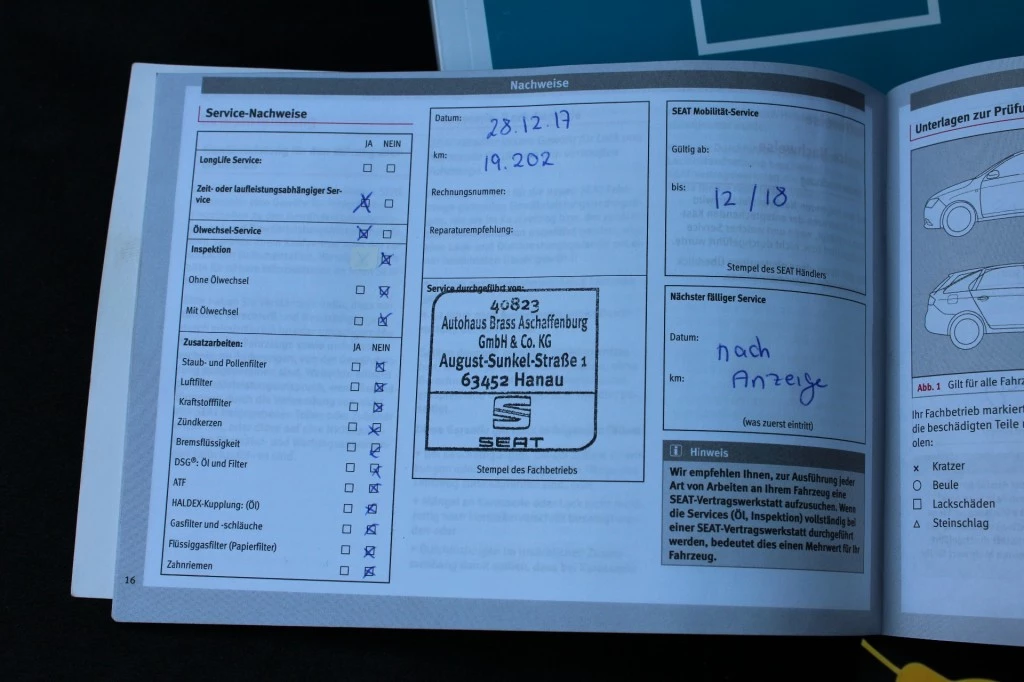 Nachweise
Service-Nachweise
JA NEIN
LongLife Service:
Zeit- oder laufleistungsabhängiger Ser-
vice
Ölwechsel-Service
Inspektion
Ohne Ölwechsel
Mit Ölwechsel
Zusatzarbeiten: JA NEIN
Staub- und Pollenfilter
Luftfilter
Kraftstofffilter
Zündkerzen
Bremsflüssigkeit
DSG®: Öl und Filter
ATF
HALDEX-Kupplung: (Öl)
Gasfilter und -schläuche
Flüssiggasfilter (Papierfilter)
Zahnriemen
16
Datum: 28.12.17
km: 19.202
Rechnungsnummer:
Reparaturempfehlung:
Service durchgeführt von:
40823
Autohaus Brass Aschaffenburg
GmbH & Co. KG
August-Sunkel-Straße 1
63452 Hanau
SEAT
Stempel des Fachbetriebs
SEAT Mobilität-Service
Gültig ab:
bis: 12/18
Stempel des SEAT Händlers
Nächster fälliger Service
Datum: nach
km: Anzeige
(was zuerst eintritt)
Hinweis
Wir empfehlen Ihnen, zur Ausführung jeder
Art von Arbeiten an Ihrem Fahrzeug eine
SEAT-Vertragswerkstatt aufzusuchen. Wenn
die Services (Öl, Inspektion) vollständig bei
einer SEAT-Vertragswerkstatt durchgeführt
werden, bedeutet dies einen Mehrwert für Ihr
Fahrzeug.
Unterlagen zur Prüfu
Abb. 1 Gilt für alle Fahrz
Ihr Fachbetrieb markiert
die beschädigten Teile
olen:
Kratzer
Beule
Lackschäden
Steinschlag